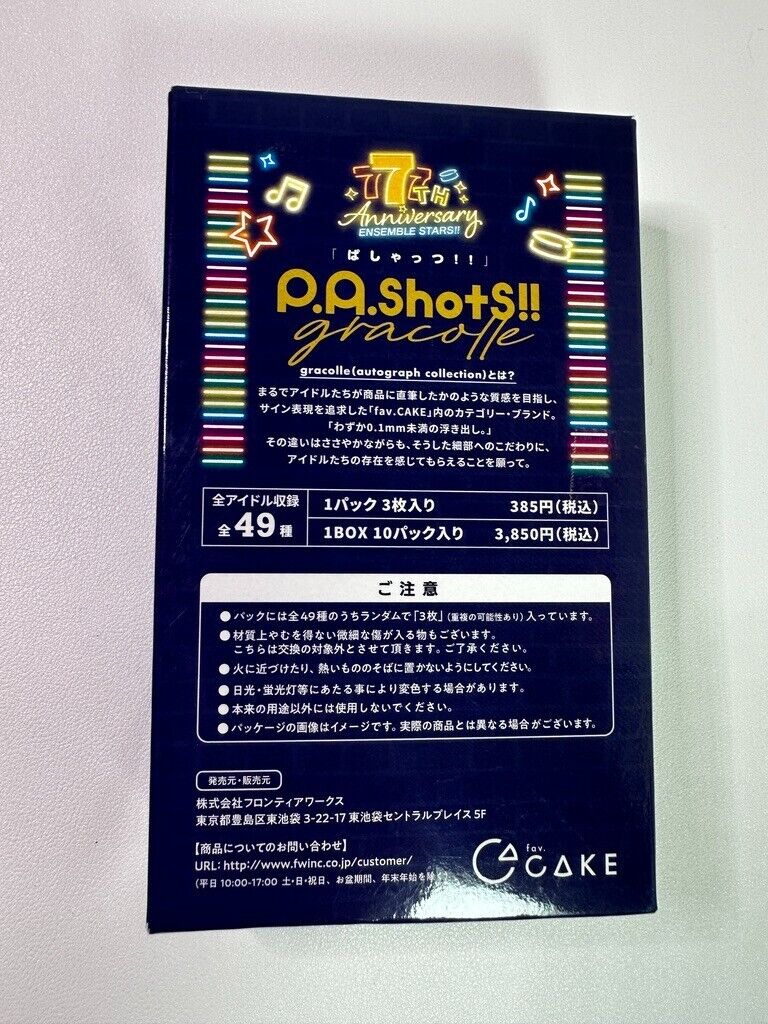 7TH
Anniversary
ENSEMBLE STARS!!
「ぱしゃっつ!!」
P.A.ShotS!!
gracolle
gracolle(autograph collection)とは?
まるでアイドルたちが商品に直筆したかのような質感を目指し、
サイン表現を追求した「fav.CAKE」内のカテゴリー・ブランド。
「わずか0.1mm未満の浮き出し。」
その違いはささやかながらも、そうした細部へのこだわりに、
アイドルたちの存在を感じてもらえることを願って。
全アイドル収録
全49種
1パック 3枚入り 385円(税込)
1BOX 10パック入り 3,850円(税込)
ご注意
●パックには全49種のうちランダムで「3枚」(重複の可能性あり)入っています。
●材質上やむを得ない微細な傷が入る物もございます。
こちらは交換の対象外とさせて頂きます。ご了承ください。
●火に近づけたり、熱いもののそばに置かないようにしてください。
●日光・蛍光灯等にあたる事により変色する場合があります。
●本来の用途以外には使用しないでください。
●パッケージの画像はイメージです。実際の商品とは異なる場合がございます。
発売元・販売元
株式会社フロンティアワークス
東京都豊島区東池袋 3-22-17 東池袋セントラルプレイス 5F
【商品についてのお問い合わせ】
URL: http://www.fwinc.co.jp/customer/
(平日 10:00-17:00 土・日・祝日、お盆期間、年末年始を除く)
fav.
CAKE